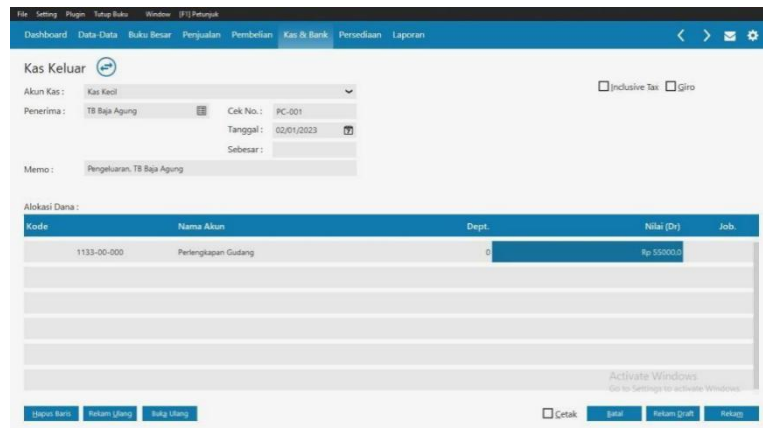 File Setting Plugin Tutup Buku Window [F1] Petunjuk
Dashboard Data-Data Buku Besar Penjualan Pembelian Kas & Bank Persediaan Laporan
Kas Keluar
Akun Kas : Kas Kecil
Inclusive Tax Giro
Penerima : TB Baja Agung Cek No. : PC-001
Tanggal : 02/01/2023
Sebesar :
Memo : Pengeluaran, TB Baja Agung
Alokasi Dana :
Kode Nama Akun Dept. Nilai (Dr) Job.
1133-00-000 Perlengkapan Gudang 0 Rp 55000.0
Activate Windows
Go to Settings to activate Windows.
Hapus Baris Rekam Ulang Buka Ulang Cetak Batal Rekam Draft Rekam